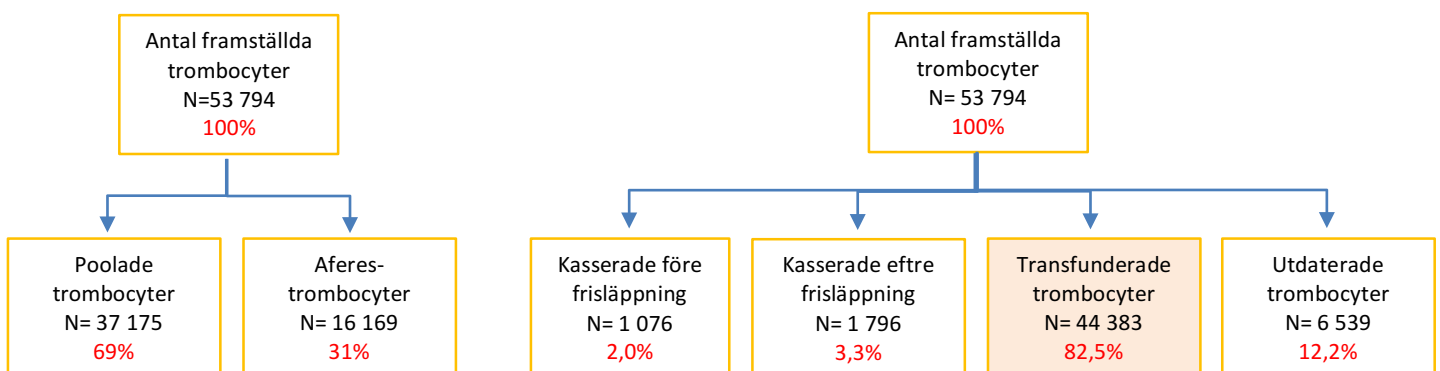 Antal framställda
trombocyter
N=53 794
100%
Poolade
trombocyter
N= 37 175
69%
Aferes-
trombocyter
N= 16 169
31%
Antal framställda
trombocyter
N= 53 794
100%
Kasserade före
frisläppning
N= 1 076
2,0%
Kasserade eftre
frisläppning
N= 1 796
3,3%
Transfunderade
trombocyter
N= 44 383
82,5%
Utdaterade
trombocyter
N= 6 539
12,2%